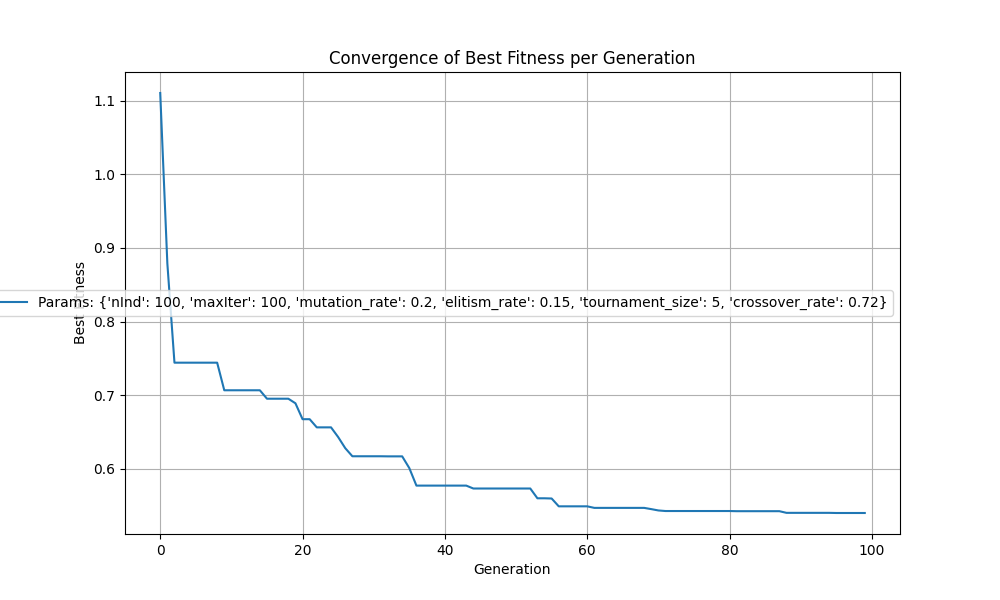 Convergence of Best Fitness per Generation
1.1
1.0
0.9
0.8
0.7
0.6
Best
ness
Params: {'nInd': 100, 'maxIter': 100, 'mutation_rate': 0.2, 'elitism_rate': 0.15, 'tournament_size': 5, 'crossover_rate': 0.72}
0 20 40 60 80 100
Generation